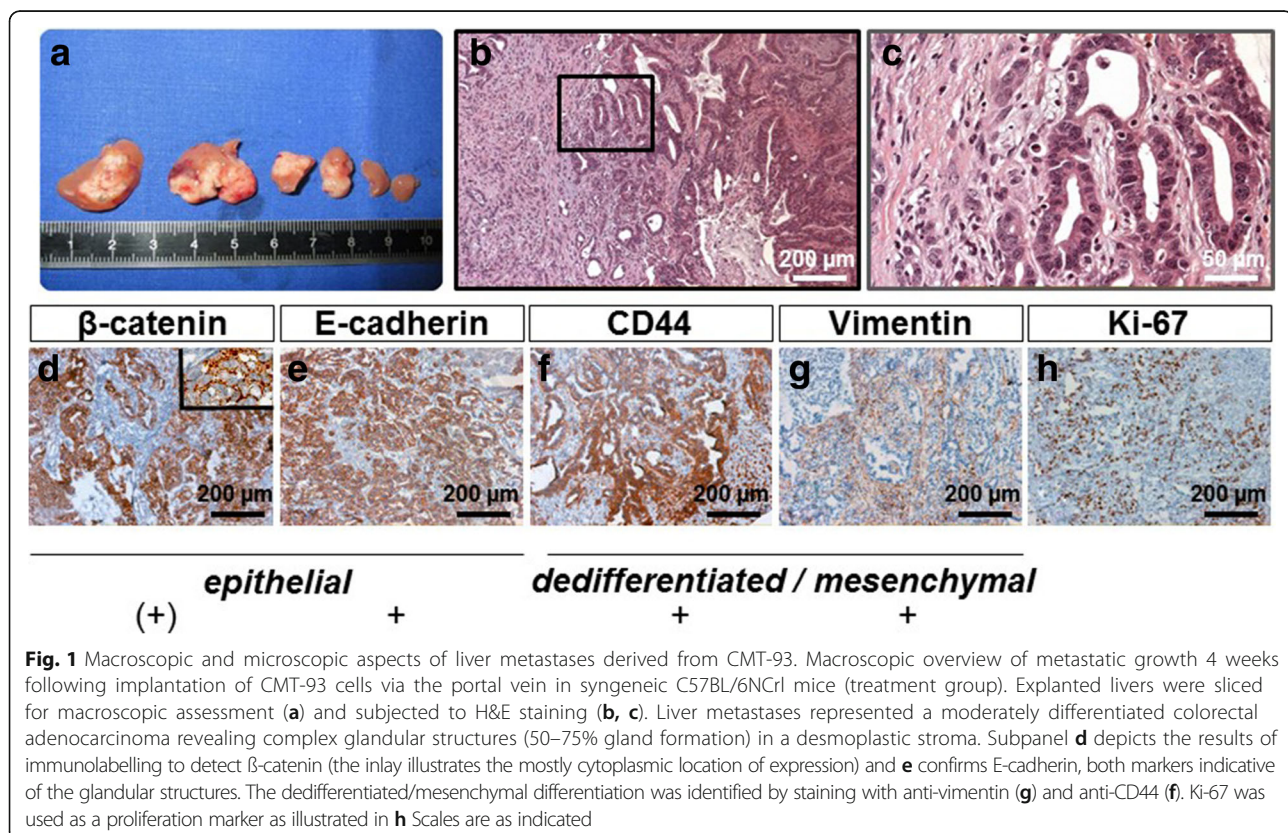 a
b
c
1 2 3 4 5 6 7 8 9 10
200 µm
50 µm
β-catenin E-cadherin CD44 Vimentin Ki-67
d e f g h
200 µm 200 µm 200 µm 200 µm 200 µm
epithelial dedifferentiated / mesenchymal
(+) + + +
Fig. 1 Macroscopic and microscopic aspects of liver metastases derived from CMT-93. Macroscopic overview of metastatic growth 4 weeks
following implantation of CMT-93 cells via the portal vein in syngeneic C57BL/6NCrl mice (treatment group). Explanted livers were sliced
for macroscopic assessment (a) and subjected to H&E staining (b, c). Liver metastases represented a moderately differentiated colorectal
adenocarcinoma revealing complex glandular structures (50–75% gland formation) in a desmoplastic stroma. Subpanel d depicts the results of
immunolabelling to detect ß-catenin (the inlay illustrates the mostly cytoplasmic location of expression) and e confirms E-cadherin, both markers indicative
of the glandular structures. The dedifferentiated/mesenchymal differentiation was identified by staining with anti-vimentin (g) and anti-CD44 (f). Ki-67 was
used as a proliferation marker as illustrated in h Scales are as indicated